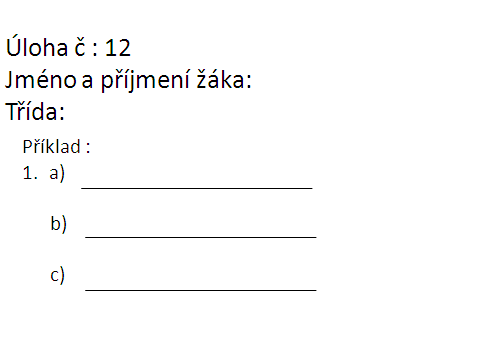 Úloha č : 12
Jméno a příjmení žáka:
Třída:
Příklad :
1. a)
b)
c)